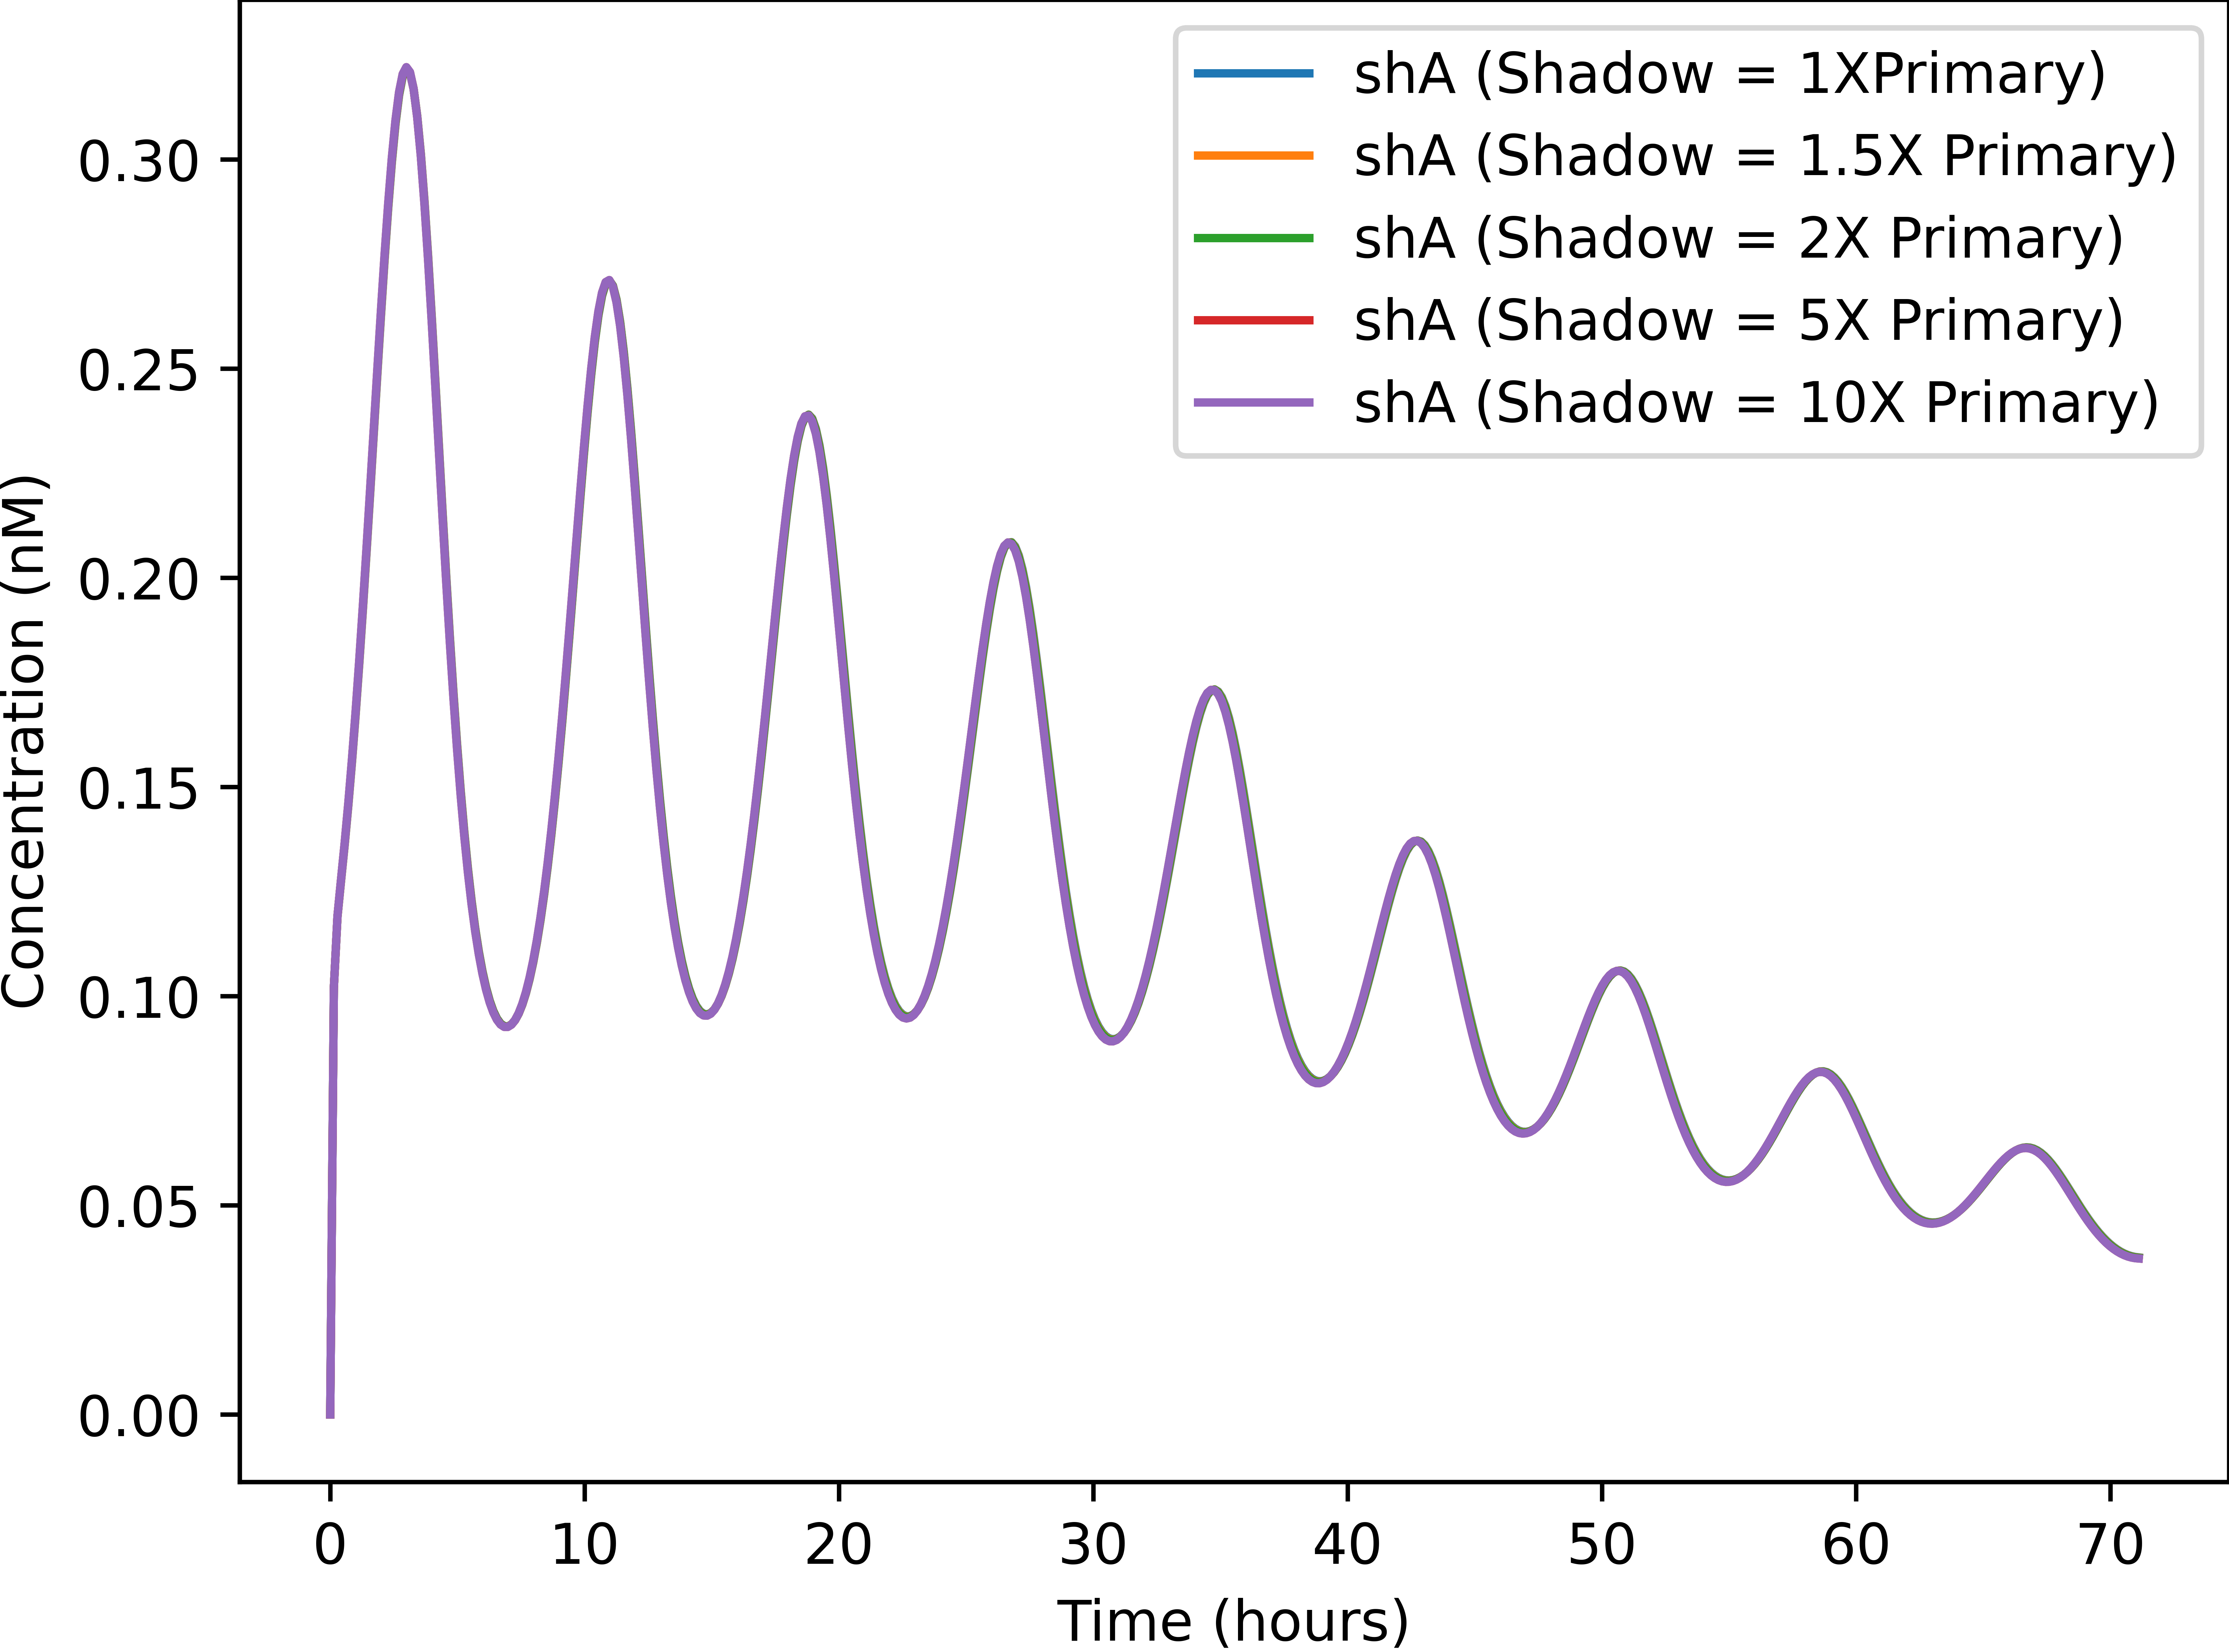 shA (Shadow = 1XPrimary)
shA (Shadow = 1.5X Primary)
shA (Shadow = 2X Primary)
shA (Shadow = 5X Primary)
shA (Shadow = 10X Primary)
0.30
0.25
0.20
0.15
0.10
0.05
0.00
Concentration (nM)
0 10 20 30 40 50 60 70
Time (hours)